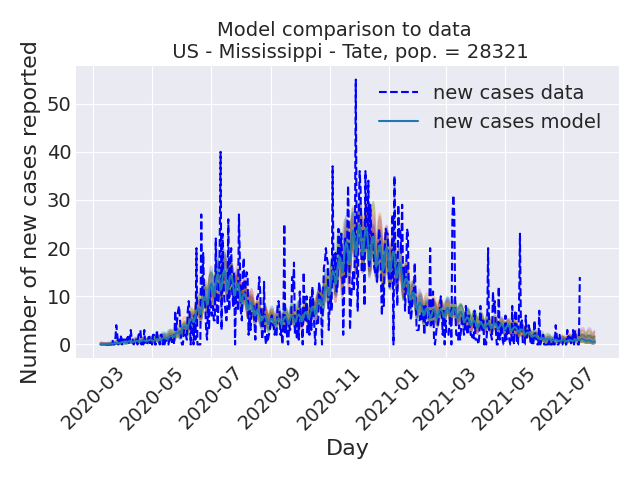 Model comparison to data
US - Mississippi - Tate, pop. = 28321
Number of new cases reported
50
40
30
20
10
0
new cases data
new cases model
2020-03
2020-05
2020-07
2020-09
2020-11
2021-01
2021-03
2021-05
2021-07
Day